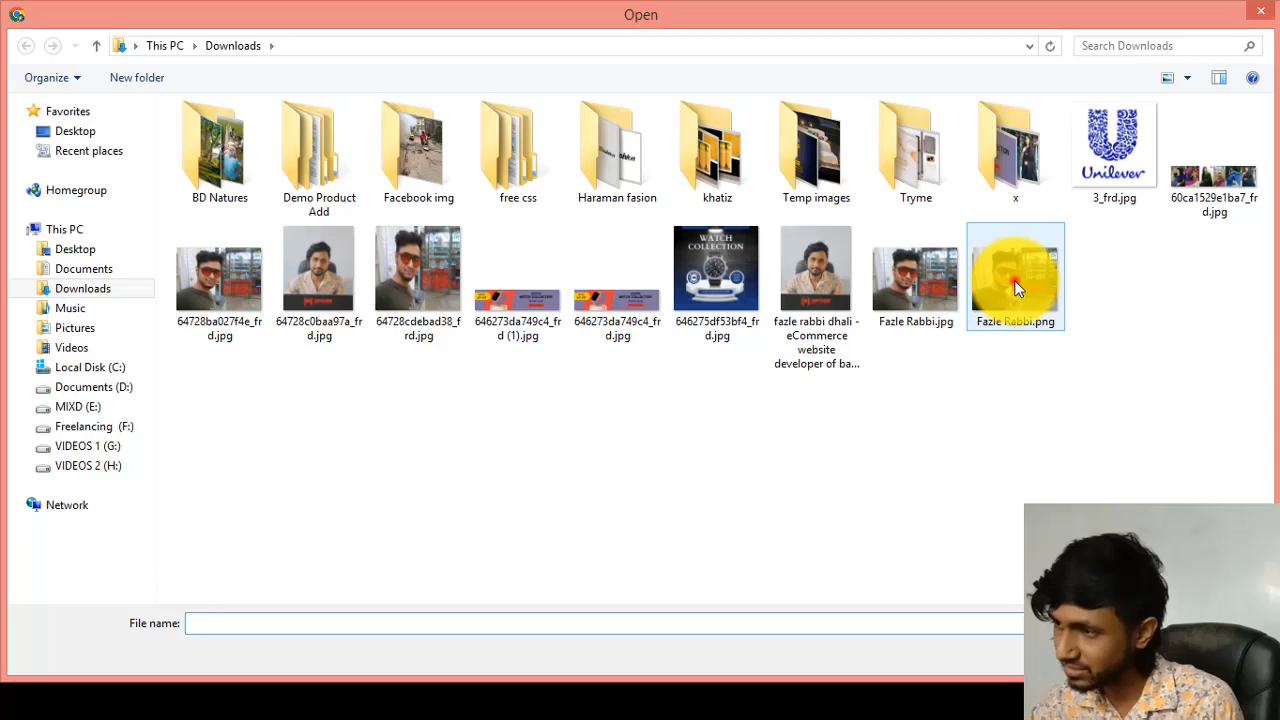 Open
This PC
Downloads
Search Downloads
Organize
New folder
Favorites
Desktop
Recent places
Homegroup
This PC
Desktop
Documents
Downloads
Music
Pictures
Videos
Local Disk (C:)
Documents (D:)
MIXD (E:)
Freelancing (F:)
VIDEOS 1 (G:)
VIDEOS 2 (H:)
Network
BD Natures
Demo Product
Add
Facebook img
free css
Haraman fasion
khatiz
Temp images
Tryme
x
Unilever
3_frd.jpg
60ca1529e1ba7_fr
d.jpg
64728ba027f4e_fr
d.jpg
64728c0baa97a_fr
d.jpg
64728cdebad38_f
rd.jpg
646273da749c4_fr
d (1).jpg
646273da749c4_fr
d.jpg
WATCH
COLLECTION
646275df53bf4_fr
d.jpg
fazle rabbi dhali -
eCommerce
website
developer of ba...
Fazle Rabbi.jpg
Fazle Rabbi.png
File name: